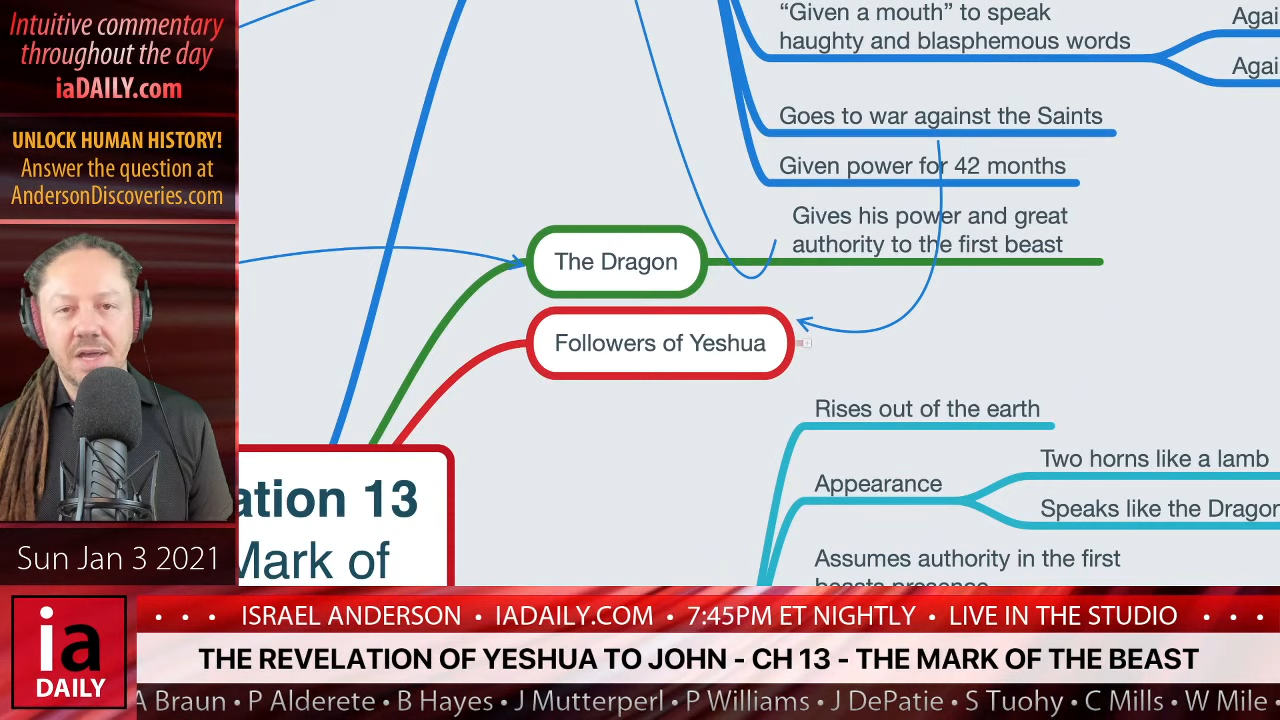 Intuitive commentary
throughout the day
iaDAILY.com
UNLOCK HUMAN HISTORY!
Answer the question at
AndersonDiscoveries.com
Sun Jan 3 2021
"Given a mouth" to speak
haughty and blasphemous words
Agai
Agai
Goes to war against the Saints
Given power for 42 months
Gives his power and great
authority to the first beast
The Dragon
Followers of Yeshua
Rises out of the earth
Appearance
Two horns like a lamb
Speaks like the Dragon
Assumes authority in the first
beasts presence
ation 13
Mark of
ia
DAILY
• • • ISRAEL ANDERSON • IADAILY.COM • 7:45PM ET NIGHTLY • LIVE IN THE STUDIO • • •
THE REVELATION OF YESHUA TO JOHN - CH 13 - THE MARK OF THE BEAST
A Braun • P Alderete • B Hayes • J Mutterperl • P Williams • J DePatie • S Tuohy • C Mills • W Mile